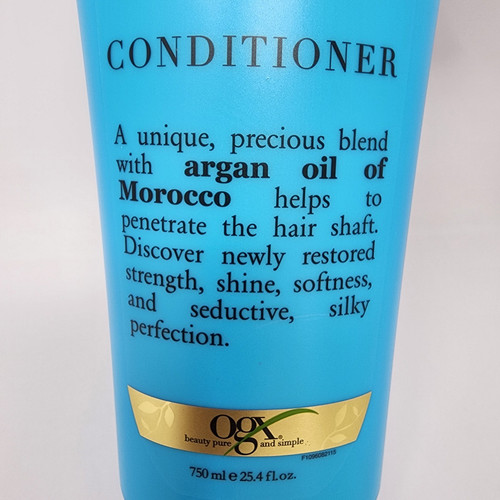 CONDITIONER
A unique, precious blend
with argan oil of
Morocco helps to
penetrate the hair shaft.
Discover newly restored
strength, shine, softness,
and seductive, silky
perfection.
ogx®
beauty pure and simple
750 ml e 25.4 fl.oz.